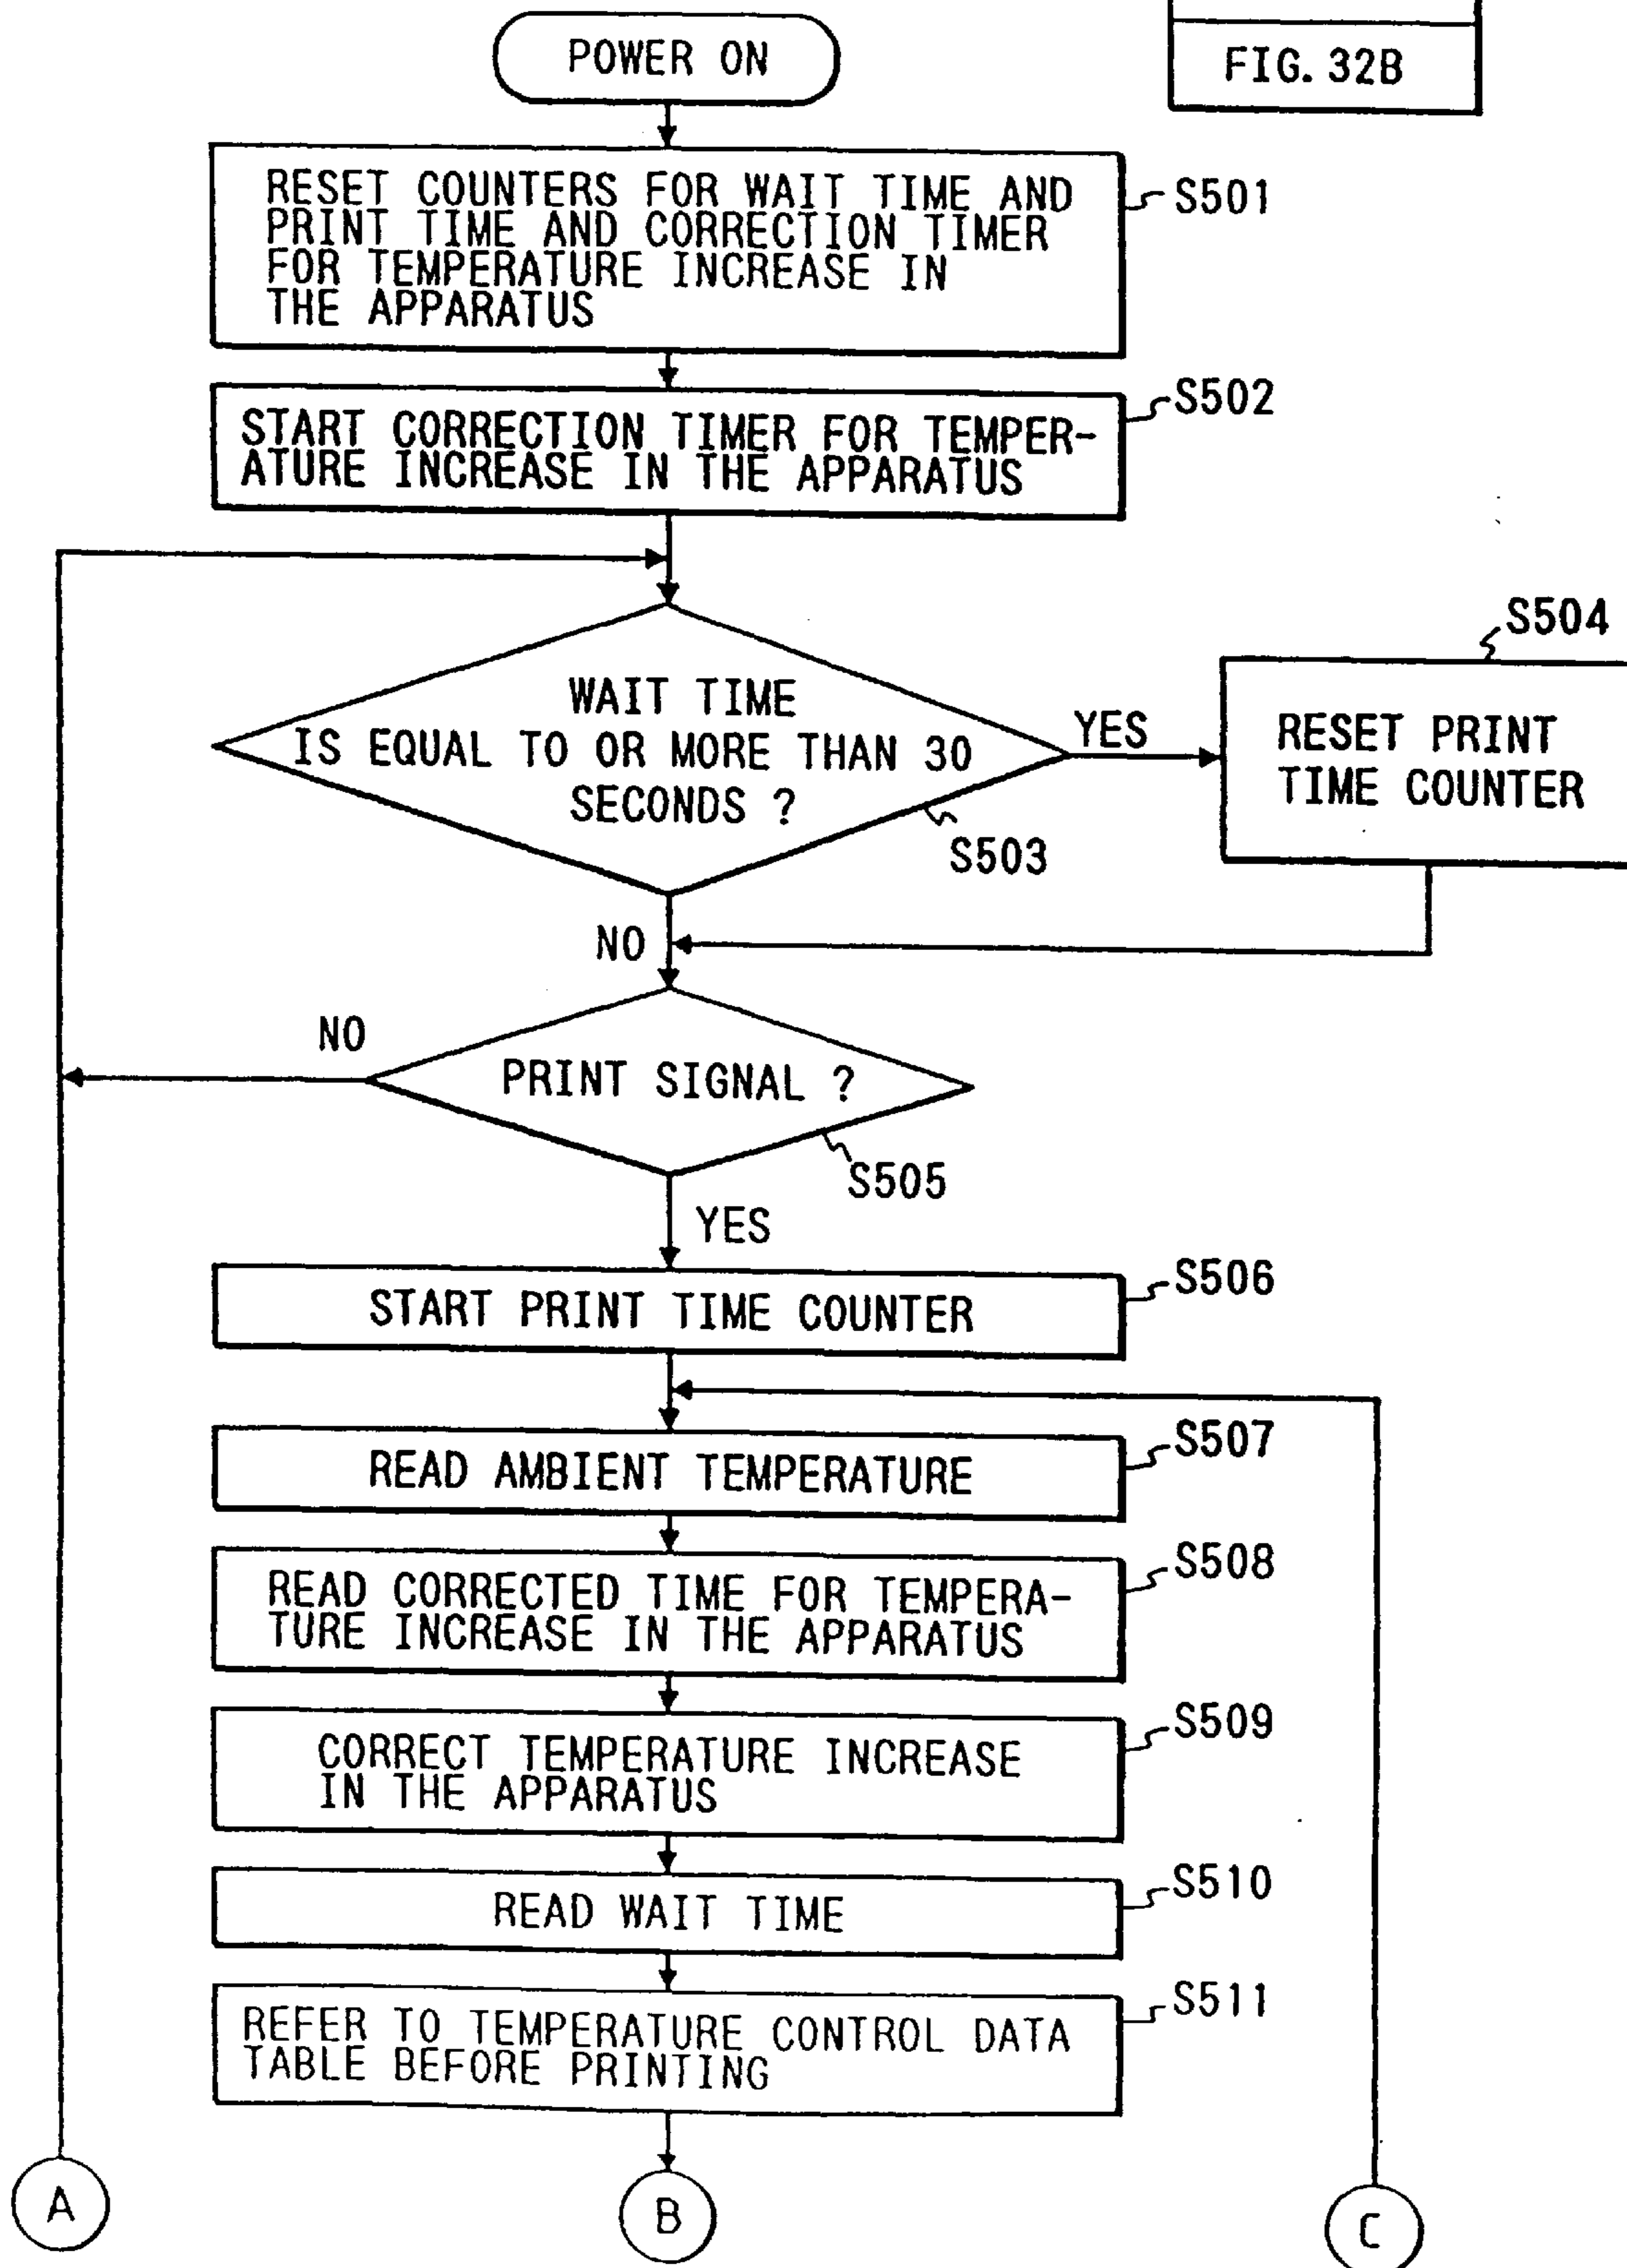 FIG. 32B
POWER ON
RESET COUNTERS FOR WAIT TIME AND
PRINT TIME AND CORRECTION TIMER
FOR TEMPERATURE INCREASE IN
THE APPARATUS
S501
START CORRECTION TIMER FOR TEMPER-
ATURE INCREASE IN THE APPARATUS
S502
WAIT TIME
IS EQUAL TO OR MORE THAN 30
SECONDS ?
S503
YES
S504
RESET PRINT
TIME COUNTER
NO
PRINT SIGNAL ?
S505
NO
YES
START PRINT TIME COUNTER
S506
READ AMBIENT TEMPERATURE
S507
READ CORRECTED TIME FOR TEMPERA-
TURE INCREASE IN THE APPARATUS
S508
CORRECT TEMPERATURE INCREASE
IN THE APPARATUS
S509
READ WAIT TIME
S510
REFER TO TEMPERATURE CONTROL DATA
TABLE BEFORE PRINTING
S511
A
B
C